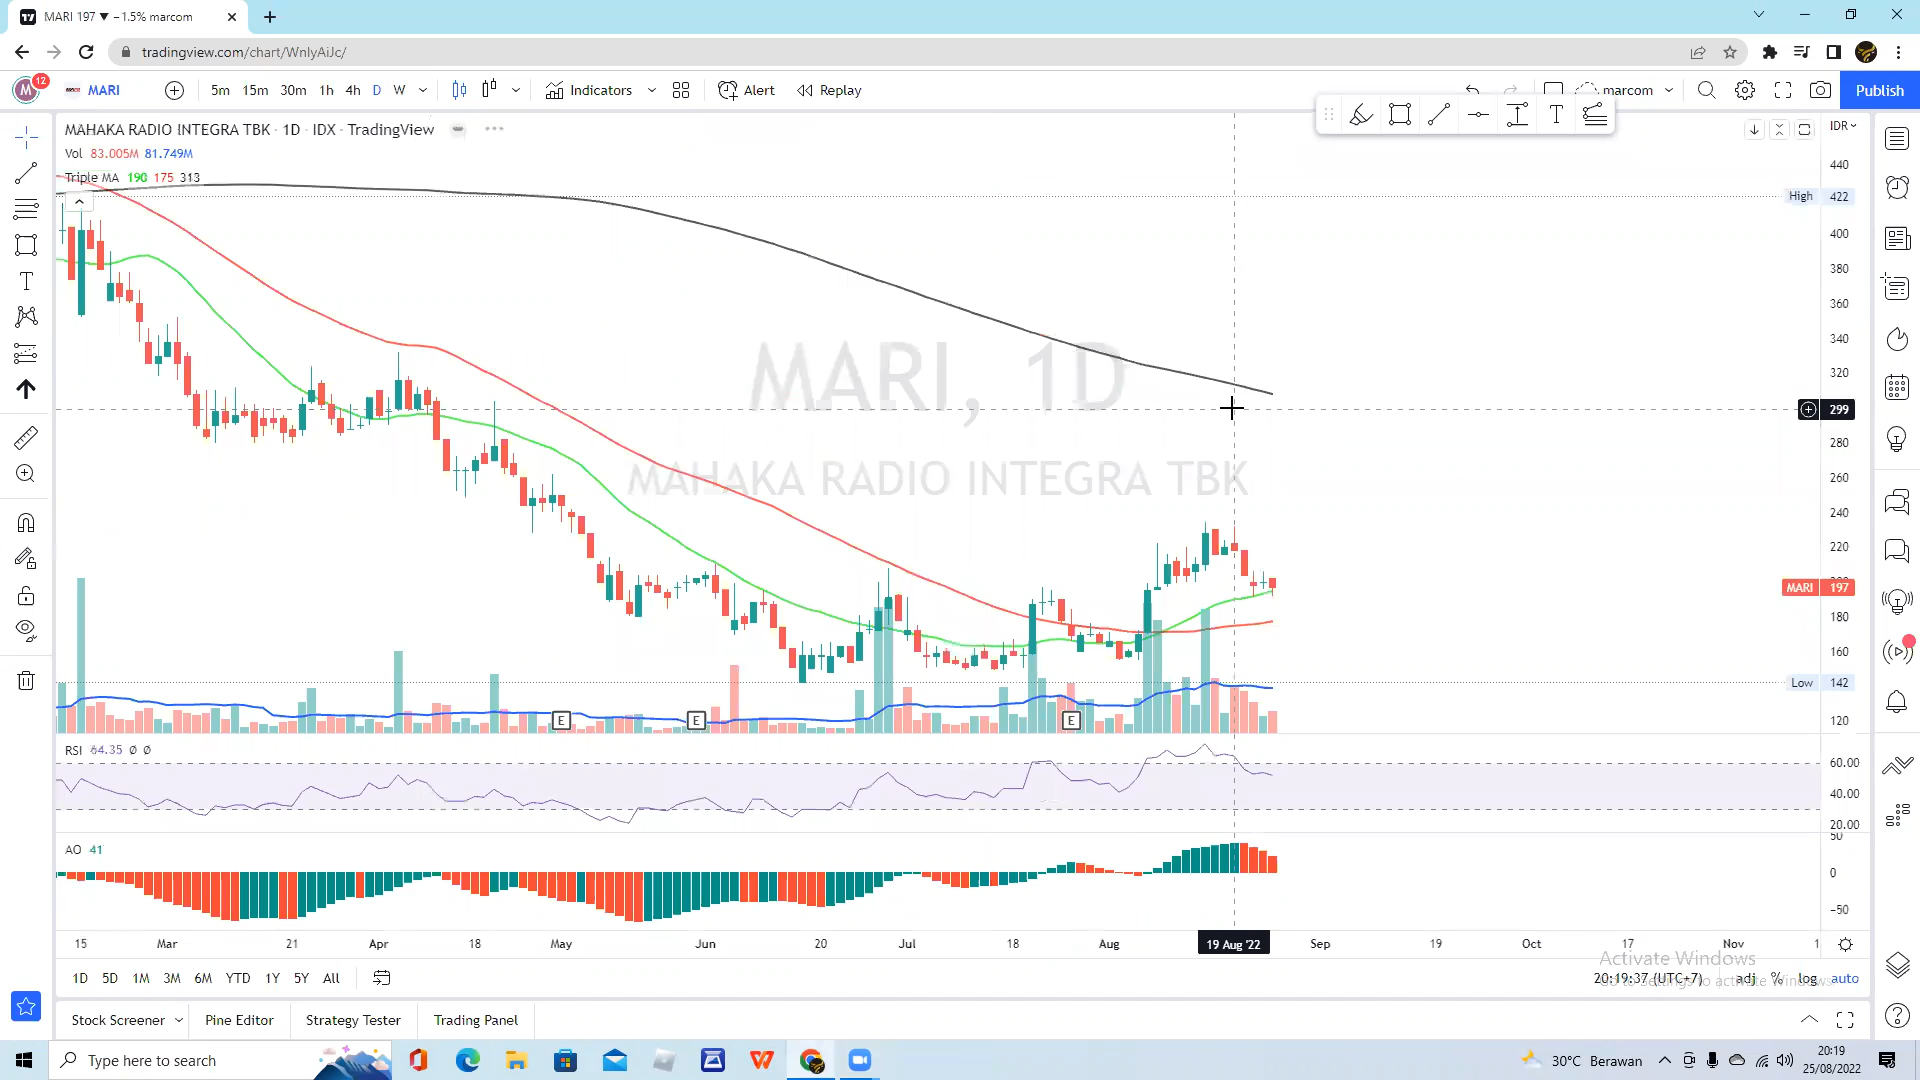 MARI 197 ▼ −1.5% marcom
tradingview.com/chart/WnlyAiJc/
M 12 MARI 5m 15m 30m 1h 4h D W Indicators Alert Replay marcom Publish
MAHAKA RADIO INTEGRA TBK · 1D · IDX · TradingView
IDR
Vol 83.005M 81.749M
Triple MA 190 175 313
440
High 422
400
380
360
340
320
299
280
260
240
220
MARI 197
180
160
Low 142
120
MARI, 1D
MAHAKA RADIO INTEGRA TBK
E E E
RSI 64.35 Ø Ø
60.00
40.00
20.00
AO 41
50
0
−50
15 Mar 21 Apr 18 May Jun 20 Jul 18 Aug 19 Aug '22 Sep 19 Oct 17 Nov
Activate Windows
Go to Settings to activate Windows.
1D 5D 1M 3M 6M YTD 1Y 5Y All 20:19:37 (UTC+7) adj % log auto
Stock Screener Pine Editor Strategy Tester Trading Panel
Type here to search
30°C Berawan
20:19
25/08/2022